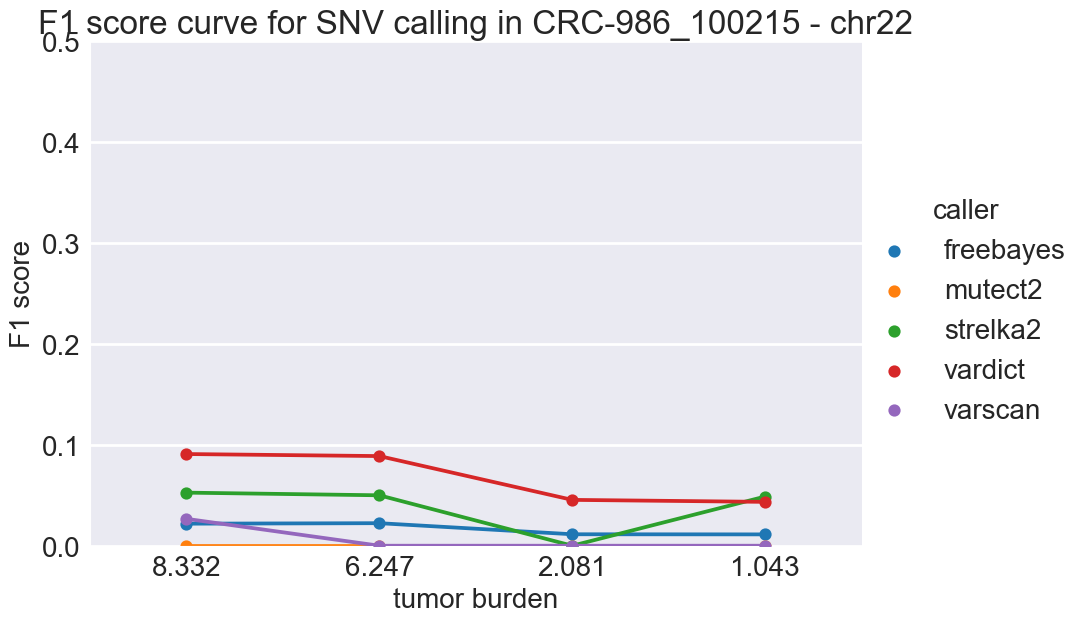 F1 score curve for SNV calling in CRC-986_100215 - chr22
0.5
0.4
0.3
0.2
0.1
0.0
F1 score
8.332 6.247 2.081 1.043
tumor burden
caller
freebayes
mutect2
strelka2
vardict
varscan